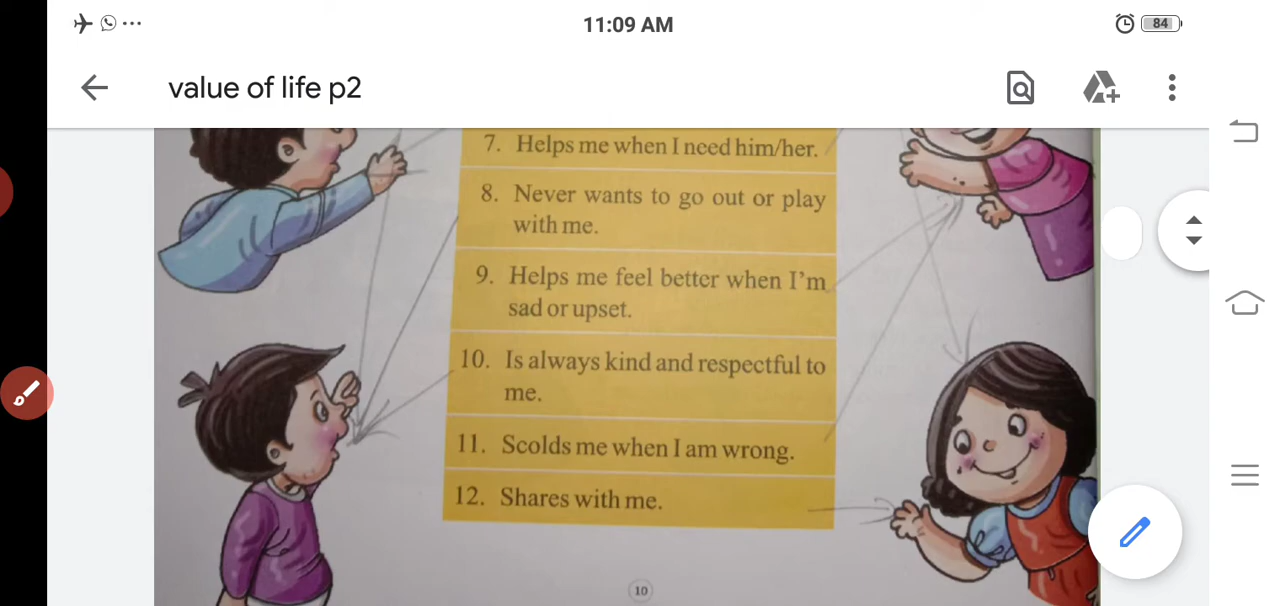 11:09 AM
84
value of life p2
7. Helps me when I need him/her.
8. Never wants to go out or play
with me.
9. Helps me feel better when I'm
sad or upset.
10. Is always kind and respectful to
me.
11. Scolds me when I am wrong.
12. Shares with me.
10